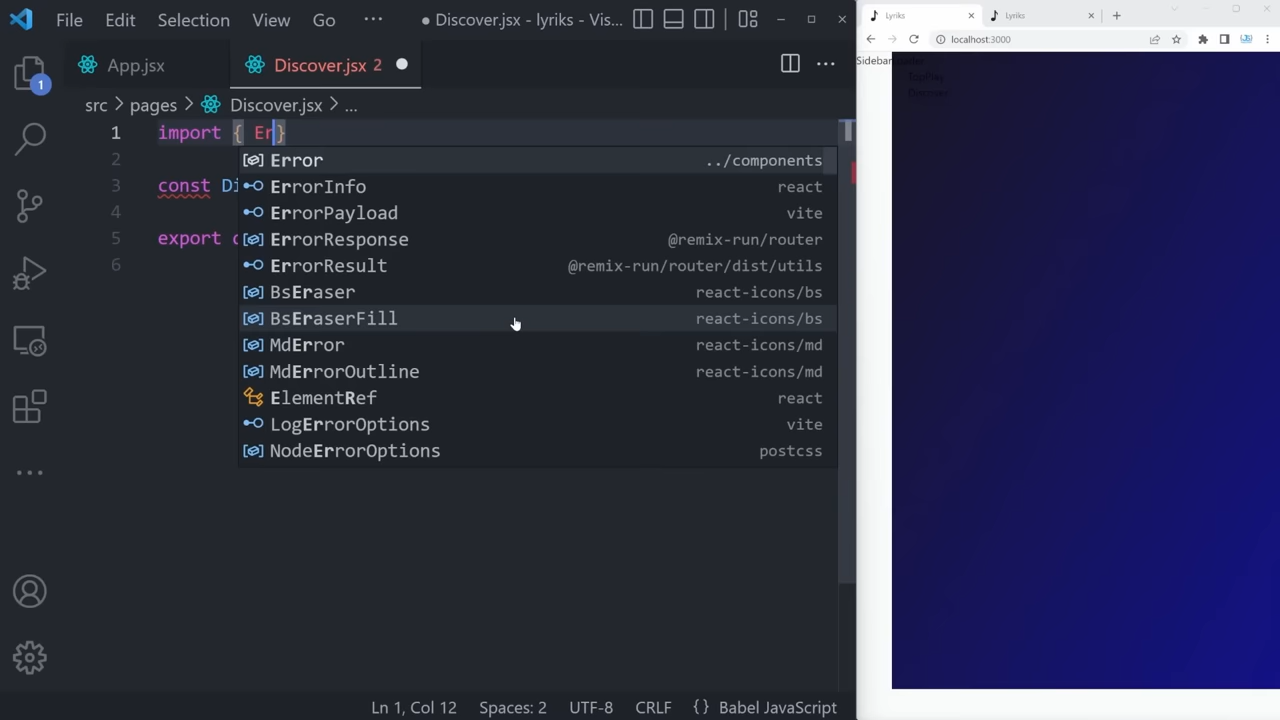 File Edit Selection View Go ··· ● Discover.jsx - lyriks - Vis...
App.jsx Discover.jsx 2
src > pages > Discover.jsx > ...
1 import { Er}
2
3 const Di
4
5 export d
6
Error ../components
ErrorInfo react
ErrorPayload vite
ErrorResponse @remix-run/router
ErrorResult @remix-run/router/dist/utils
BsEraser react-icons/bs
BsEraserFill react-icons/bs
MdError react-icons/md
MdErrorOutline react-icons/md
ElementRef react
LogErrorOptions vite
NodeErrorOptions postcss
1
Ln 1, Col 12 Spaces: 2 UTF-8 CRLF {} Babel JavaScript
Lyriks Lyriks
localhost:3000